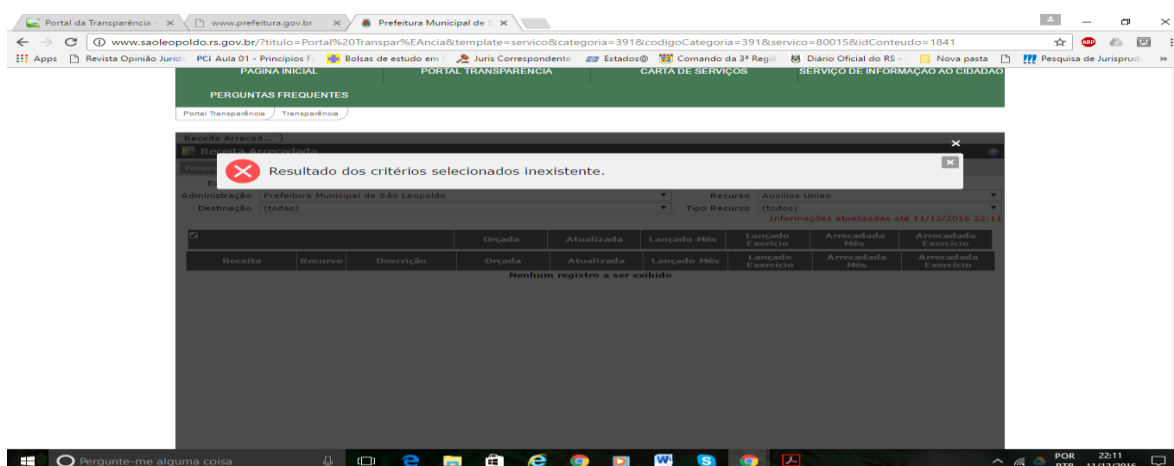 Portal da Transparência -
www.prefeitura.gov.br
Prefeitura Municipal de S
www.saoleopoldo.rs.gov.br/?titulo=Portal%20Transpar%EAncia&template=servico&categoria=391&codigoCategoria=391&servico=80015&idConteudo=1841
Apps Revista Opinião Jurídi PCI Aula 01 - Princípios Fu Bolsas de estudo em Juris Correspondente Estados@ Comando da 3ª Regiã Diário Oficial do RS - Nova pasta Pesquisa de Jurisprud »
PÁGINA INICIAL PORTAL TRANSPARÊNCIA CARTA DE SERVIÇOS SERVIÇO DE INFORMAÇÃO AO CIDADÃO
PERGUNTAS FREQUENTES
Portal Transparência Transparência
Receita Arrecad... )
Receita Arrecadada
Resultado dos critérios selecionados inexistente.
Administração Prefeitura Municipal de São Leopoldo Recurso Auxílios União
Destinação (todas) Tipo Recurso (todos)
Informações atualizadas até 11/12/2016 22:11
Orçada Atualizada Lançado Mês Lançado Exercício Arrecadada Mês Arrecadada Exercício
Receita Recurso Descrição Orçada Atualizada Lançado Mês Lançado Exercício Arrecadada Mês Arrecadada Exercício
Nenhum registro a ser exibido
Pergunte-me alguma coisa
POR 22:11
PTB 11/12/2016